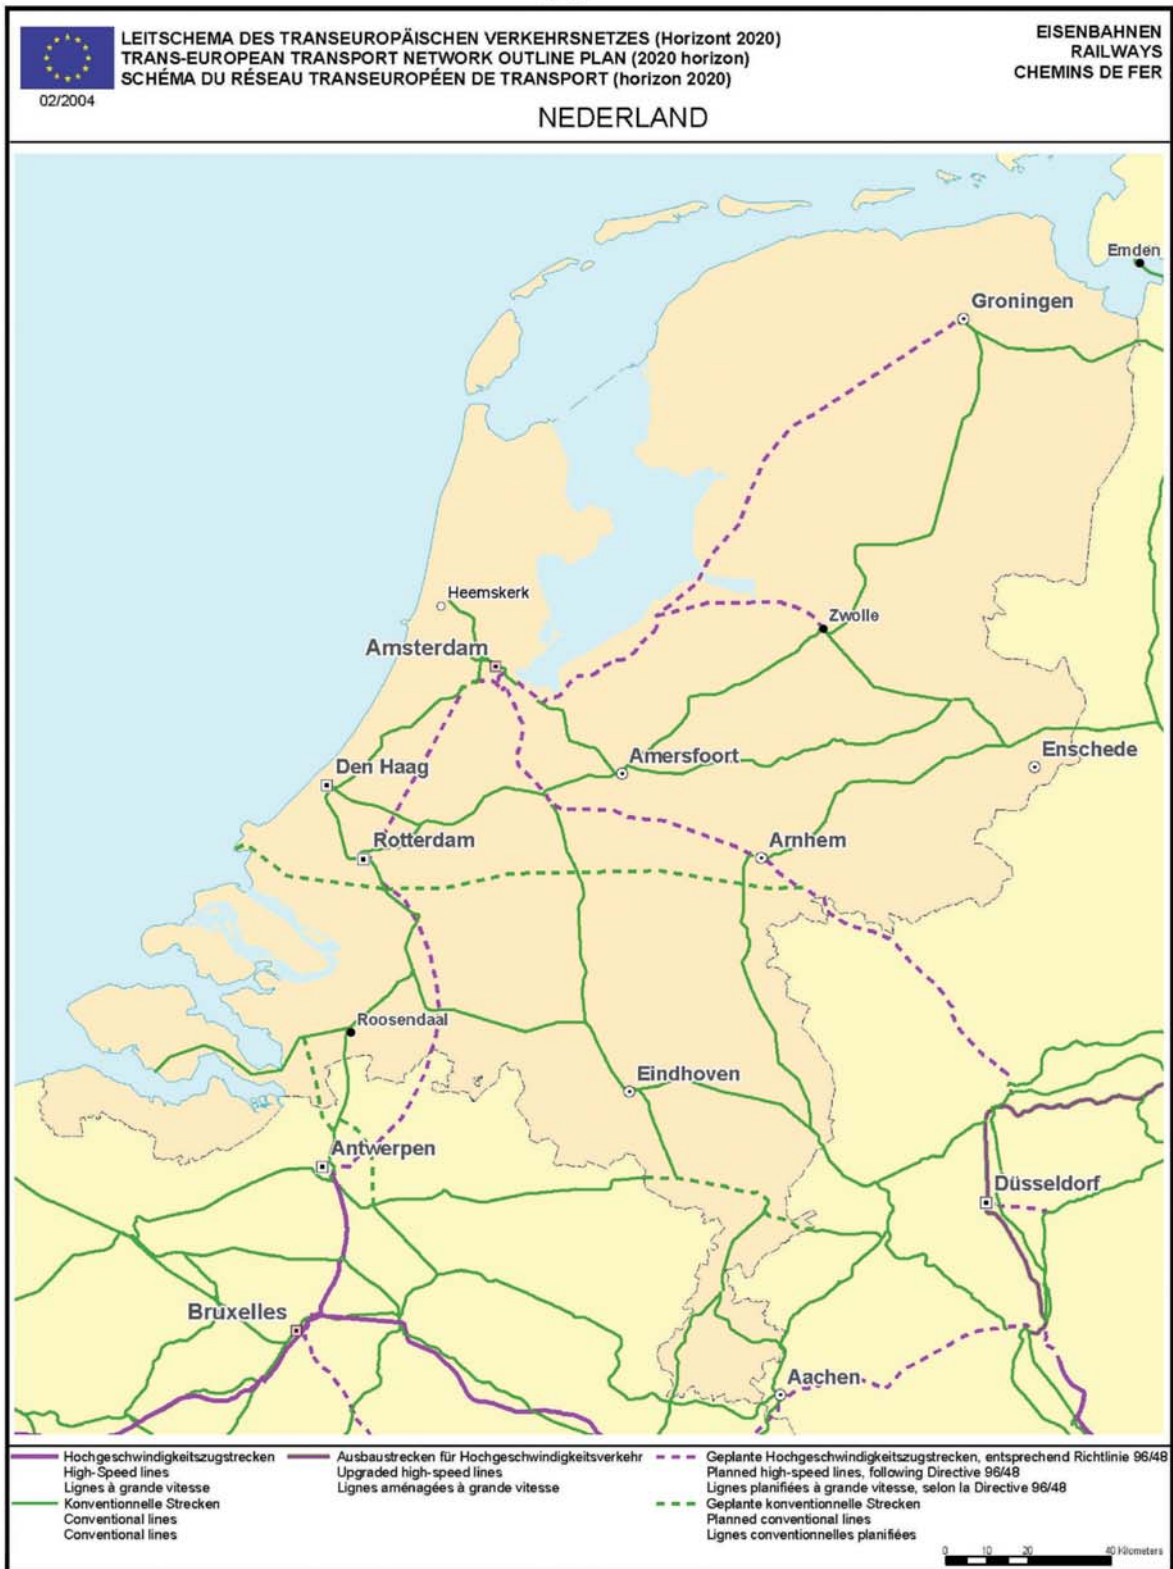 LEITSCHEMA DES TRANSEUROPÄISCHEN VERKEHRSNETZES (Horizont 2020)
TRANS-EUROPEAN TRANSPORT NETWORK OUTLINE PLAN (2020 horizon)
SCHÉMA DU RÉSEAU TRANSEUROPÉEN DE TRANSPORT (horizon 2020)
EISENBAHNEN
RAILWAYS
CHEMINS DE FER
02/2004
NEDERLAND
Emden
Groningen
Heemskerk
Zwolle
Amsterdam
Enschede
Amersfoort
Den Haag
Rotterdam
Arnhem
Roosendaal
Eindhoven
Antwerpen
Düsseldorf
Bruxelles
Aachen
Hochgeschwindigkeitszugstrecken
High-Speed lines
Lignes à grande vitesse
Konventionnelle Strecken
Conventional lines
Conventional lines
Ausbaustrecken für Hochgeschwindigkeitsverkehr
Upgraded high-speed lines
Lignes aménagées à grande vitesse
Geplante Hochgeschwindigkeitszugstrecken, entsprechend Richtlinie 96/48
Planned high-speed lines, following Directive 96/48
Lignes planifiées à grande vitesse, selon la Directive 96/48
Geplante konventionelle Strecken
Planned conventional lines
Lignes conventionnelles planifiées
0 10 20 40 Kilometers